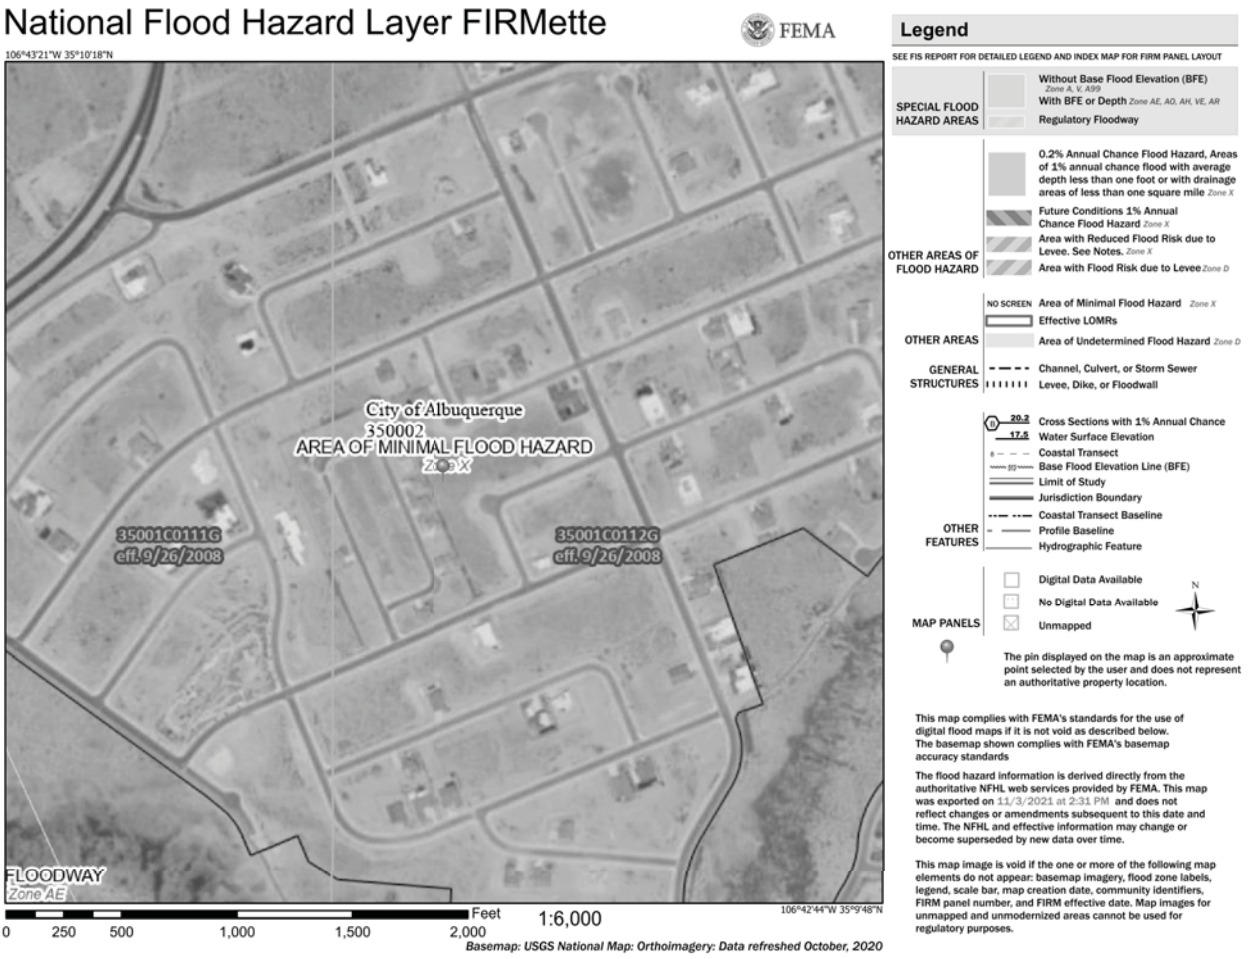 National Flood Hazard Layer FIRMette
FEMA
106°43'21"W 35°10'18"N
City of Albuquerque
350002
AREA OF MINIMAL FLOOD HAZARD
Zone X
35001C0111G
eff. 9/26/2008
35001C0112G
eff. 9/26/2008
FLOODWAY
Zone AE
106°42'44"W 35°9'48"N
Feet
1:6,000
0
250
500
1,000
1,500
2,000
Basemap: USGS National Map: Orthoimagery: Data refreshed October, 2020
Legend
SEE FIS REPORT FOR DETAILED LEGEND AND INDEX MAP FOR FIRM PANEL LAYOUT
SPECIAL FLOOD
HAZARD AREAS
Without Base Flood Elevation (BFE)
Zone A, V, A99
With BFE or Depth Zone AE, AO, AH, VE, AR
Regulatory Floodway
OTHER AREAS OF
FLOOD HAZARD
0.2% Annual Chance Flood Hazard, Areas
of 1% annual chance flood with average
depth less than one foot or with drainage
areas of less than one square mile Zone X
Future Conditions 1% Annual
Chance Flood Hazard Zone X
Area with Reduced Flood Risk due to
Levee. See Notes. Zone X
Area with Flood Risk due to Levee Zone D
OTHER AREAS
NO SCREEN Area of Minimal Flood Hazard Zone X
Effective LOMRs
Area of Undetermined Flood Hazard Zone D
GENERAL
STRUCTURES
Channel, Culvert, or Storm Sewer
Levee, Dike, or Floodwall
OTHER
FEATURES
B 20.2 Cross Sections with 1% Annual Chance
17.5 Water Surface Elevation
8 Coastal Transect
513 Base Flood Elevation Line (BFE)
Limit of Study
Jurisdiction Boundary
Coastal Transect Baseline
Profile Baseline
Hydrographic Feature
MAP PANELS
Digital Data Available
No Digital Data Available
Unmapped
N
The pin displayed on the map is an approximate
point selected by the user and does not represent
an authoritative property location.
This map complies with FEMA's standards for the use of
digital flood maps if it is not void as described below.
The basemap shown complies with FEMA's basemap
accuracy standards
The flood hazard information is derived directly from the
authoritative NFHL web services provided by FEMA. This map
was exported on 11/3/2021 at 2:31 PM and does not
reflect changes or amendments subsequent to this date and
time. The NFHL and effective information may change or
become superseded by new data over time.
This map image is void if the one or more of the following map
elements do not appear: basemap imagery, flood zone labels,
legend, scale bar, map creation date, community identifiers,
FIRM panel number, and FIRM effective date. Map images for
unmapped and unmodernized areas cannot be used for
regulatory purposes.